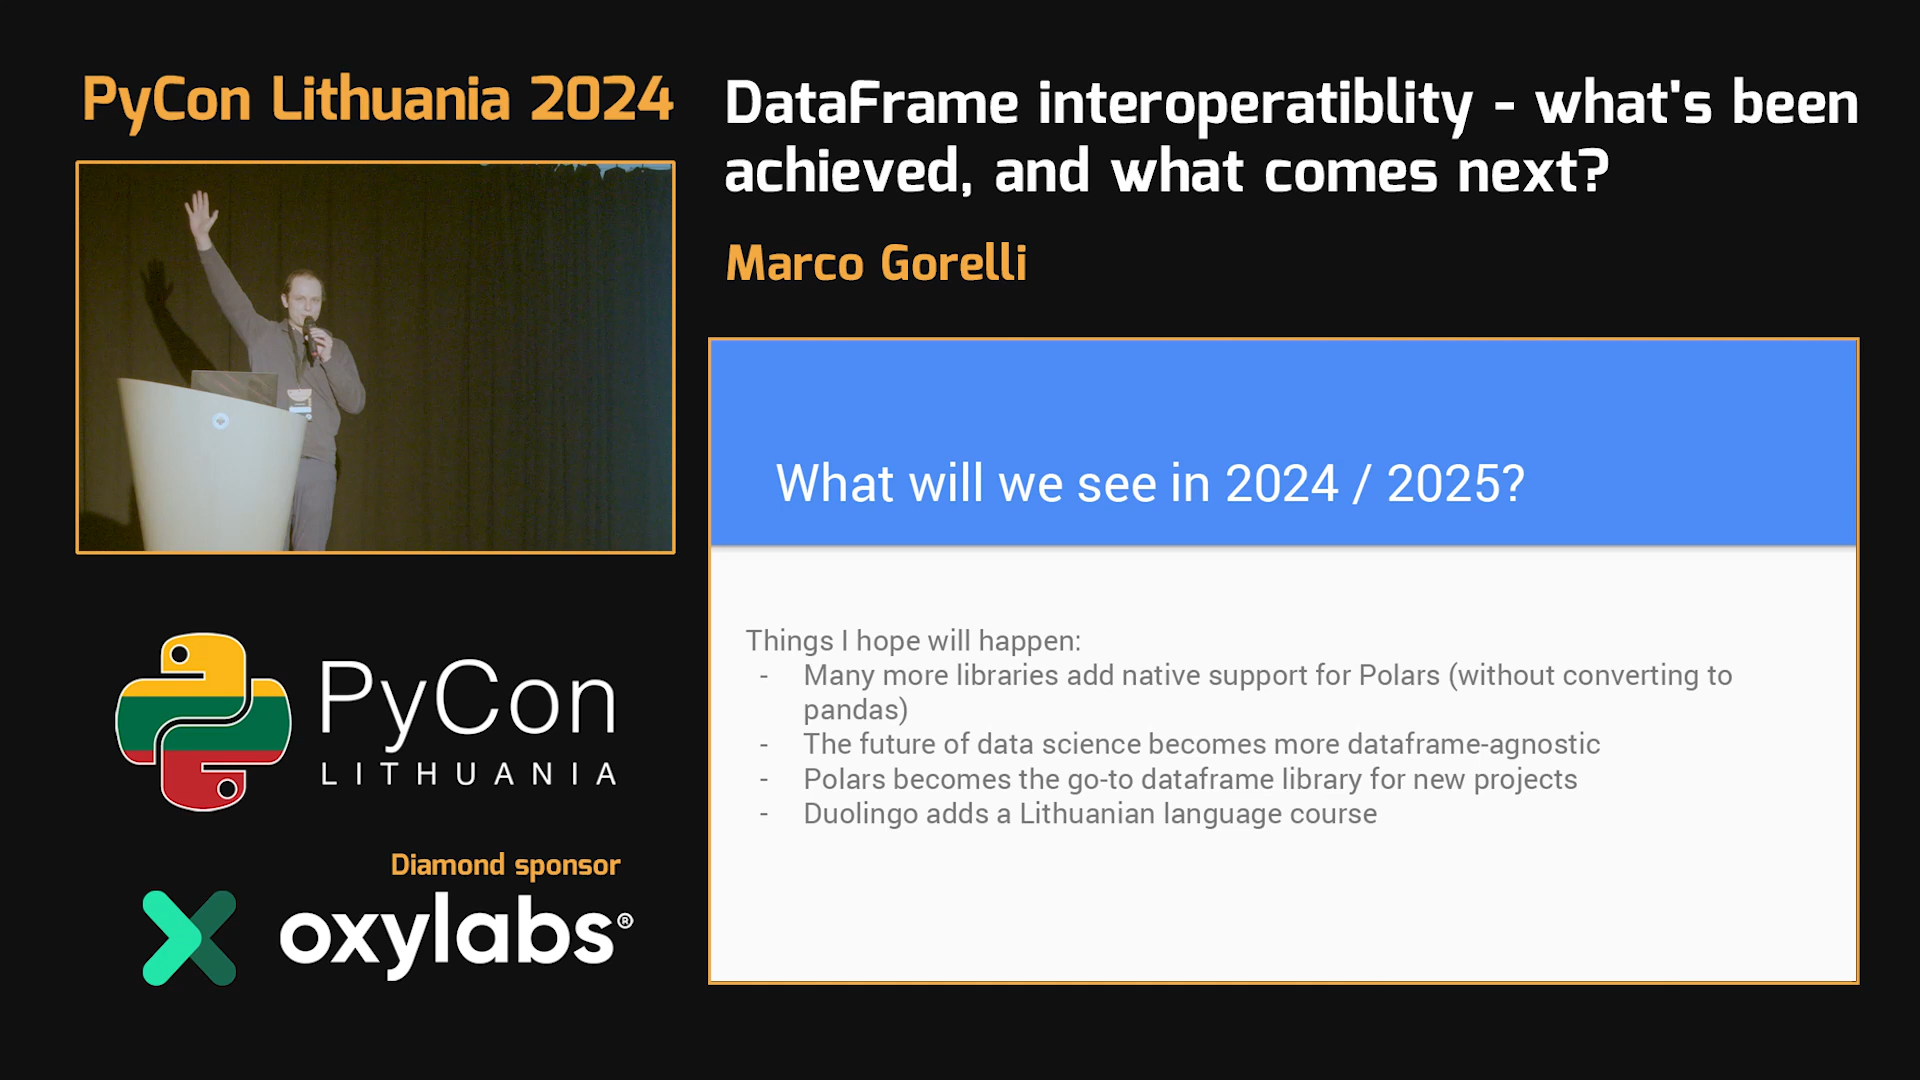 PyCon Lithuania 2024
DataFrame interoperatiblity - what's been
achieved, and what comes next?
Marco Gorelli
What will we see in 2024 / 2025?
Things I hope will happen:
- Many more libraries add native support for Polars (without converting to
pandas)
- The future of data science becomes more dataframe-agnostic
- Polars becomes the go-to dataframe library for new projects
- Duolingo adds a Lithuanian language course
PyCon
LITHUANIA
Diamond sponsor
oxylabs®